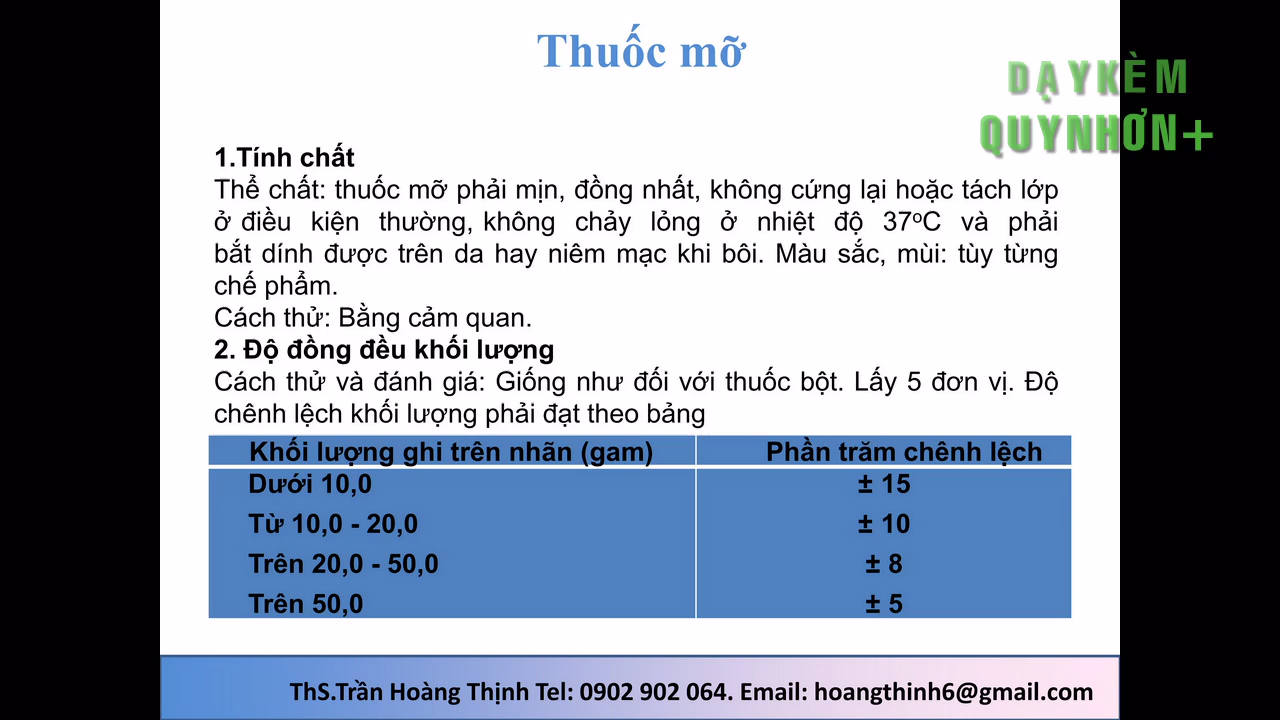 Thuốc mỡ
DẠYKÈM
QUYNHƠN+
1.Tính chất
Thể chất: thuốc mỡ phải mịn, đồng nhất, không cứng lại hoặc tách lớp
ở điều kiện thường, không chảy lỏng ở nhiệt độ 37ºC và phải
bắt dính được trên da hay niêm mạc khi bôi. Màu sắc, mùi: tùy từng
chế phẩm.
Cách thử: Bằng cảm quan.
2. Độ đồng đều khối lượng
Cách thử và đánh giá: Giống như đối với thuốc bột. Lấy 5 đơn vị. Độ
chênh lệch khối lượng phải đạt theo bảng
Khối lượng ghi trên nhãn (gam) Phần trăm chênh lệch
Dưới 10,0 ± 15
Từ 10,0 - 20,0 ± 10
Trên 20,0 - 50,0 ± 8
Trên 50,0 ± 5
ThS.Trần Hoàng Thịnh Tel: 0902 902 064. Email: hoangthinh6@gmail.com